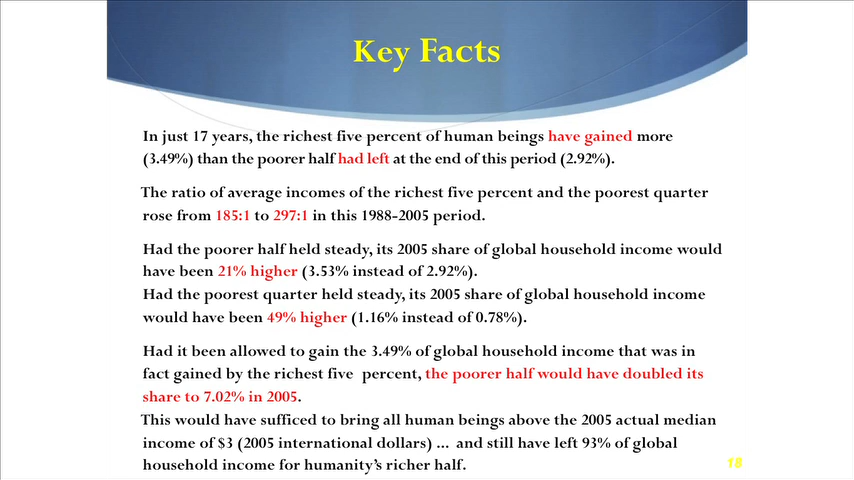 Key Facts
In just 17 years, the richest five percent of human beings have gained more
(3.49%) than the poorer half had left at the end of this period (2.92%).
The ratio of average incomes of the richest five percent and the poorest quarter
rose from 185:1 to 297:1 in this 1988-2005 period.
Had the poorer half held steady, its 2005 share of global household income would
have been 21% higher (3.53% instead of 2.92%).
Had the poorest quarter held steady, its 2005 share of global household income
would have been 49% higher (1.16% instead of 0.78%).
Had it been allowed to gain the 3.49% of global household income that was in
fact gained by the richest five percent, the poorer half would have doubled its
share to 7.02% in 2005.
This would have sufficed to bring all human beings above the 2005 actual median
income of $3 (2005 international dollars) ... and still have left 93% of global
household income for humanity's richer half.
18